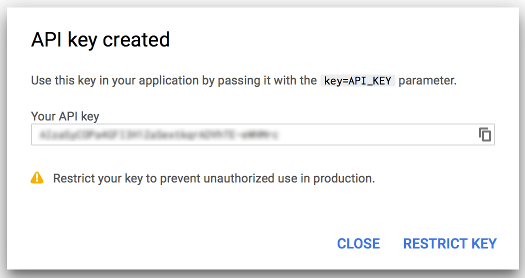 API key created
Use this key in your application by passing it with the key=API_KEY parameter.
Your API key
Restrict your key to prevent unauthorized use in production.
CLOSE RESTRICT KEY